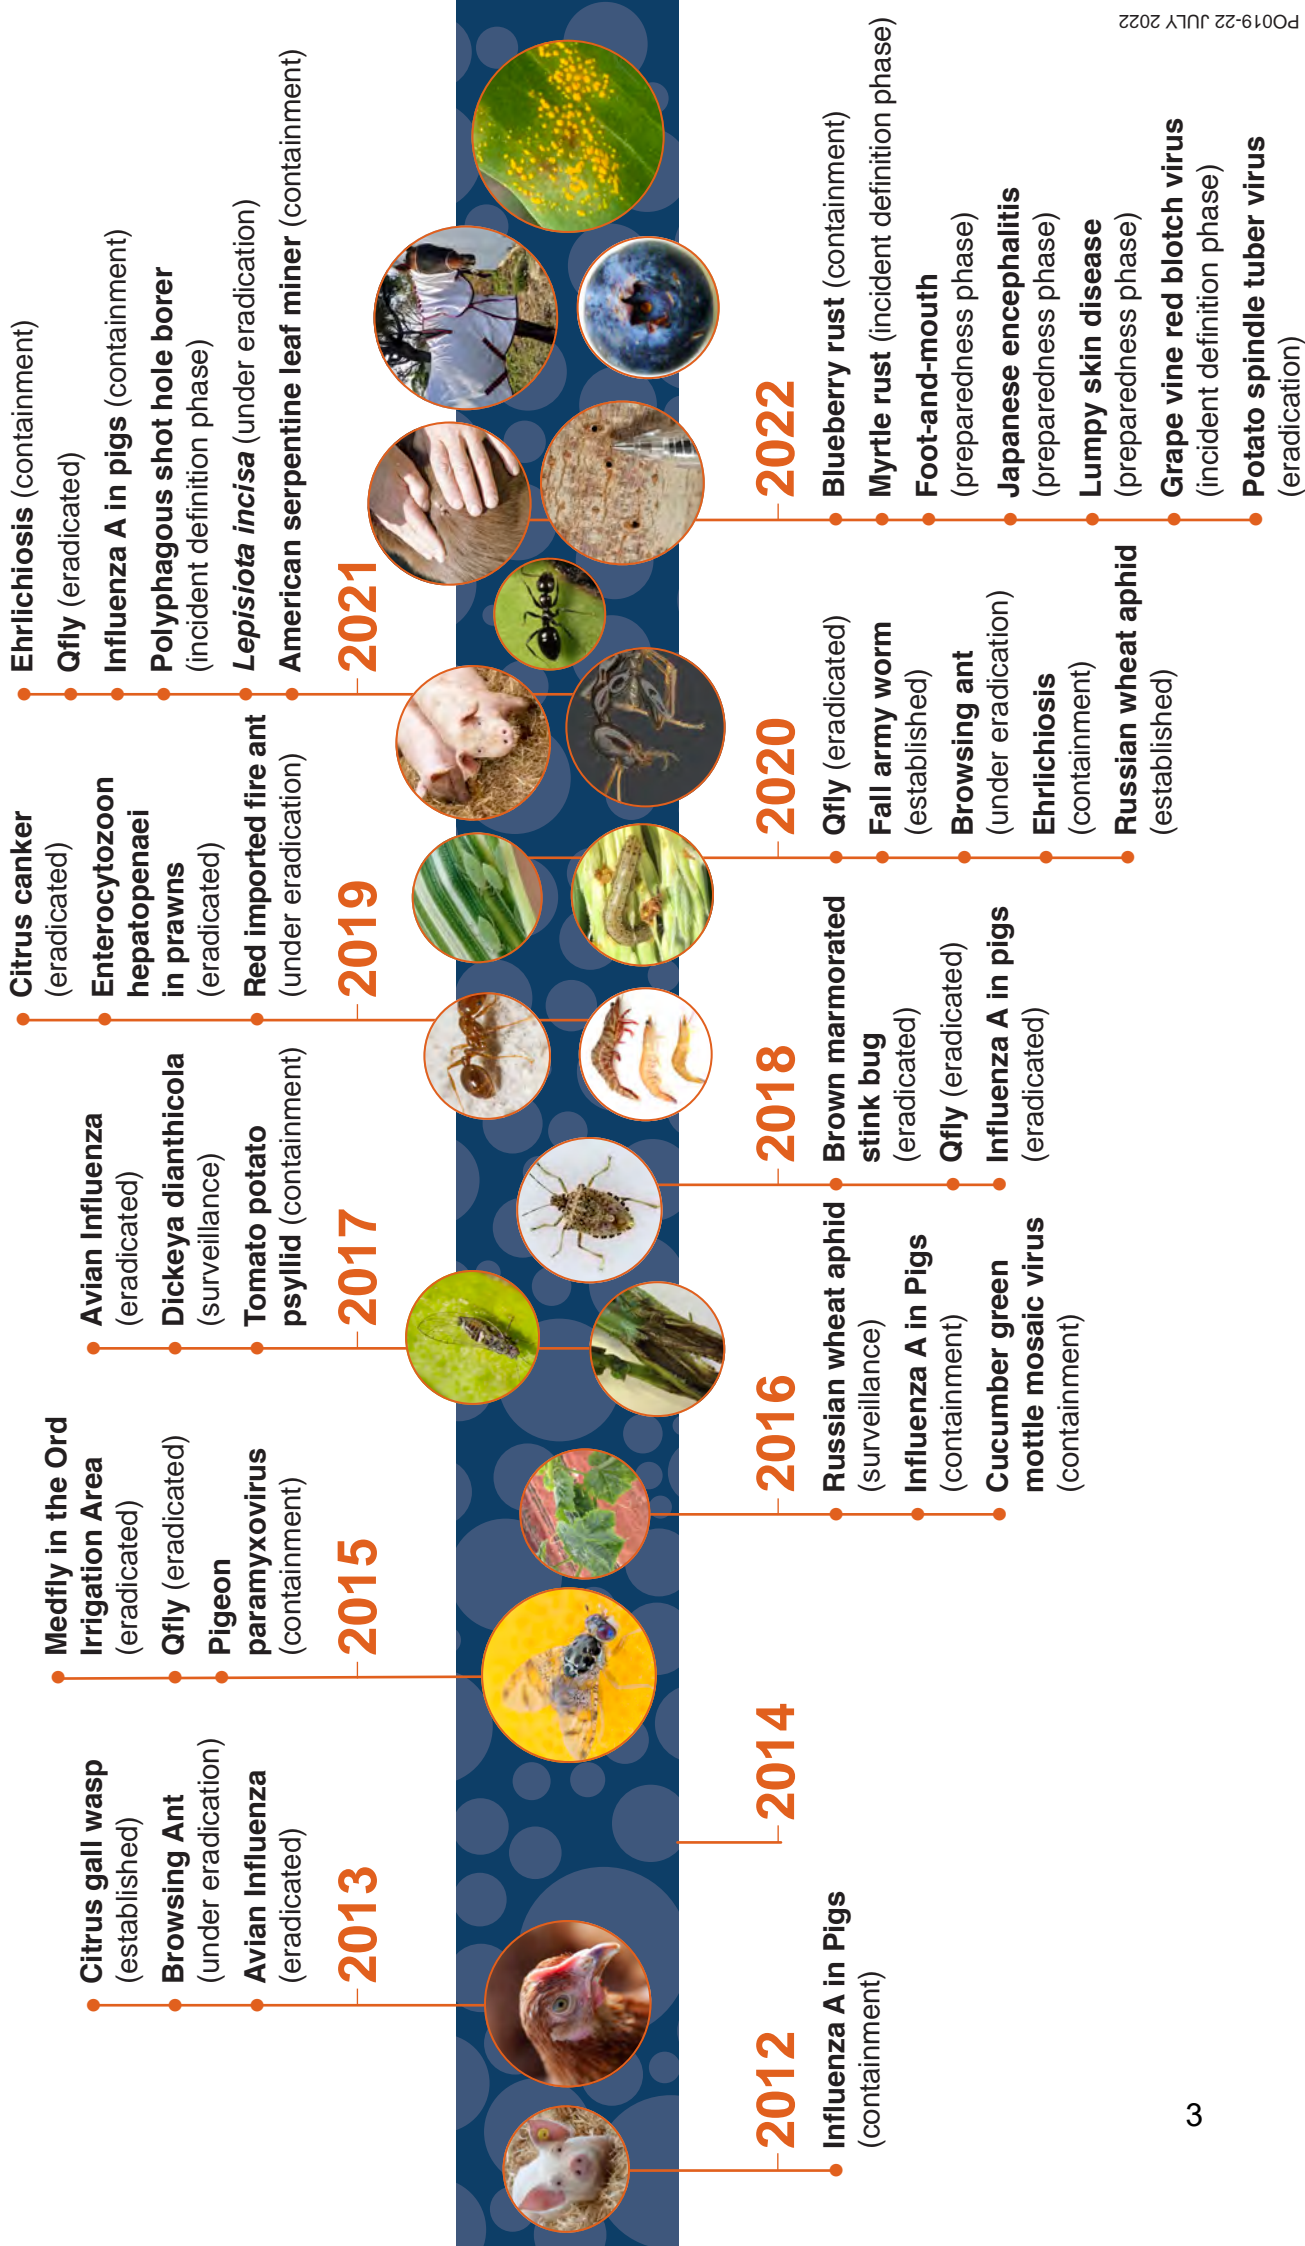 Citrus gall wasp
(established)
Browsing Ant
(under eradication)
Avian Influenza
(eradicated)
2013
Medfly in the Ord
Irrigation Area
(eradicated)
Qfly (eradicated)
Pigeon
paramyxovirus
(containment)
2015
Avian Influenza
(eradicated)
Dickeya dianthicola
(surveillance)
Tomato potato
psyllid (containment)
2017
Citrus canker
(eradicated)
Enterocytozoon
hepatopenaei
in prawns
(eradicated)
Red imported fire ant
(under eradication)
2019
Ehrlichiosis (containment)
Qfly (eradicated)
Influenza A in pigs (containment)
Polyphagous shot hole borer
(incident definition phase)
Lepisiota incisa (under eradication)
American serpentine leaf miner (containment)
2021
2012
Influenza A in Pigs
(containment)
2014
2016
Russian wheat aphid
(surveillance)
Influenza A in Pigs
(containment)
Cucumber green
mottle mosaic virus
(containment)
2018
Brown marmorated
stink bug
(eradicated)
Qfly (eradicated)
Influenza A in pigs
(eradicated)
2020
Qfly (eradicated)
Fall army worm
(established)
Browsing ant
(under eradication)
Ehrlichiosis
(containment)
Russian wheat aphid
(established)
2022
Blueberry rust (containment)
Myrtle rust (incident definition phase)
Foot-and-mouth
(preparedness phase)
Japanese encephalitis
(preparedness phase)
Lumpy skin disease
(preparedness phase)
Grape vine red blotch virus
(incident definition phase)
Potato spindle tuber virus
(eradication)
PO019-22 JULY 2022
3